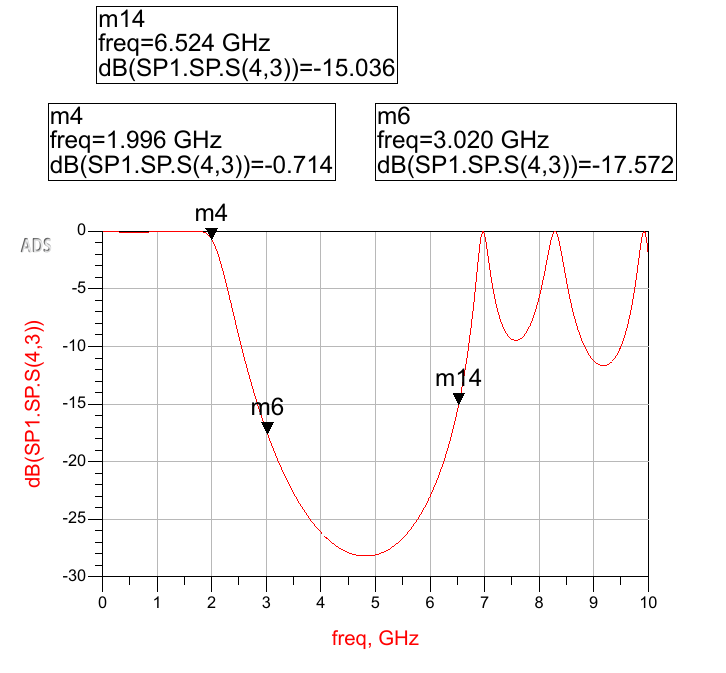 m14
freq=6.524 GHz
dB(SP1.SP.S(4,3))=-15.036
m4
freq=1.996 GHz
dB(SP1.SP.S(4,3))=-0.714
m6
freq=3.020 GHz
dB(SP1.SP.S(4,3))=-17.572
m4
ADS
0
-5
-10
m14
-15
m6
-20
-25
-30
dB(SP1.SP.S(4,3))
0 1 2 3 4 5 6 7 8 9 10
freq, GHz